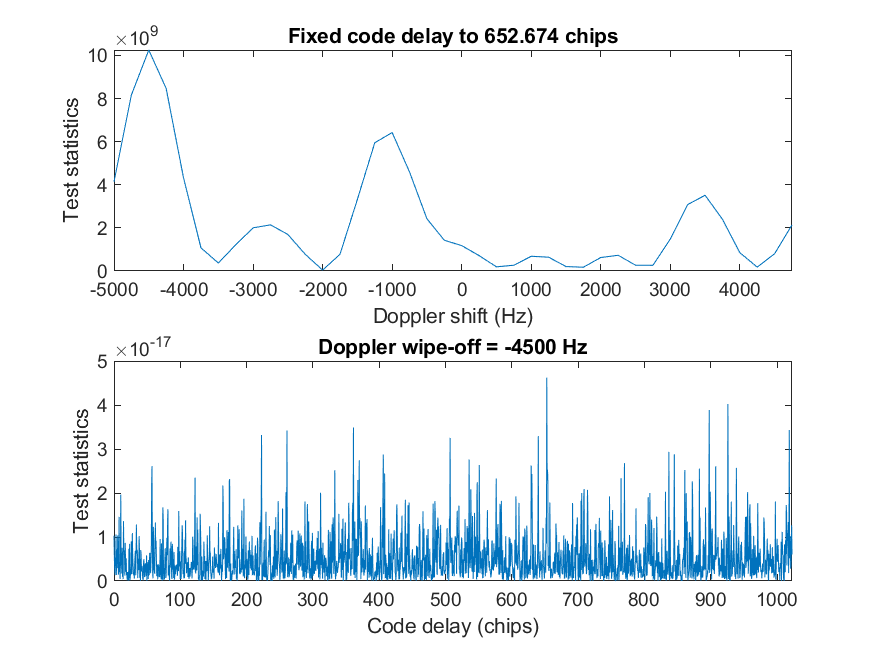 Fixed code delay to 652.674 chips
×10^9
10
8
6
4
2
0
Test statistics
-5000 -4000 -3000 -2000 -1000 0 1000 2000 3000 4000
Doppler shift (Hz)
Doppler wipe-off = -4500 Hz
×10^-17
5
4
3
2
1
0
Test statistics
0 100 200 300 400 500 600 700 800 900 1000
Code delay (chips)